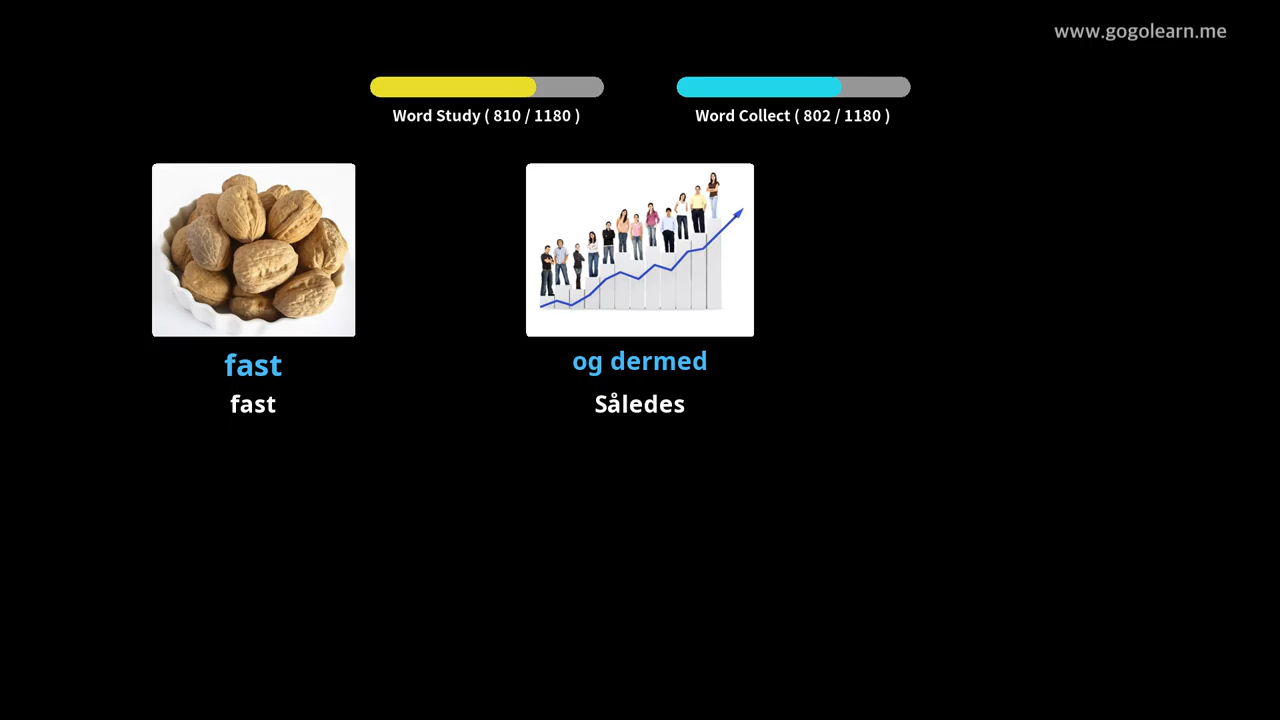 www.gogolearn.me
Word Study ( 810 / 1180 )
Word Collect ( 802 / 1180 )
fast
fast
og dermed
Således